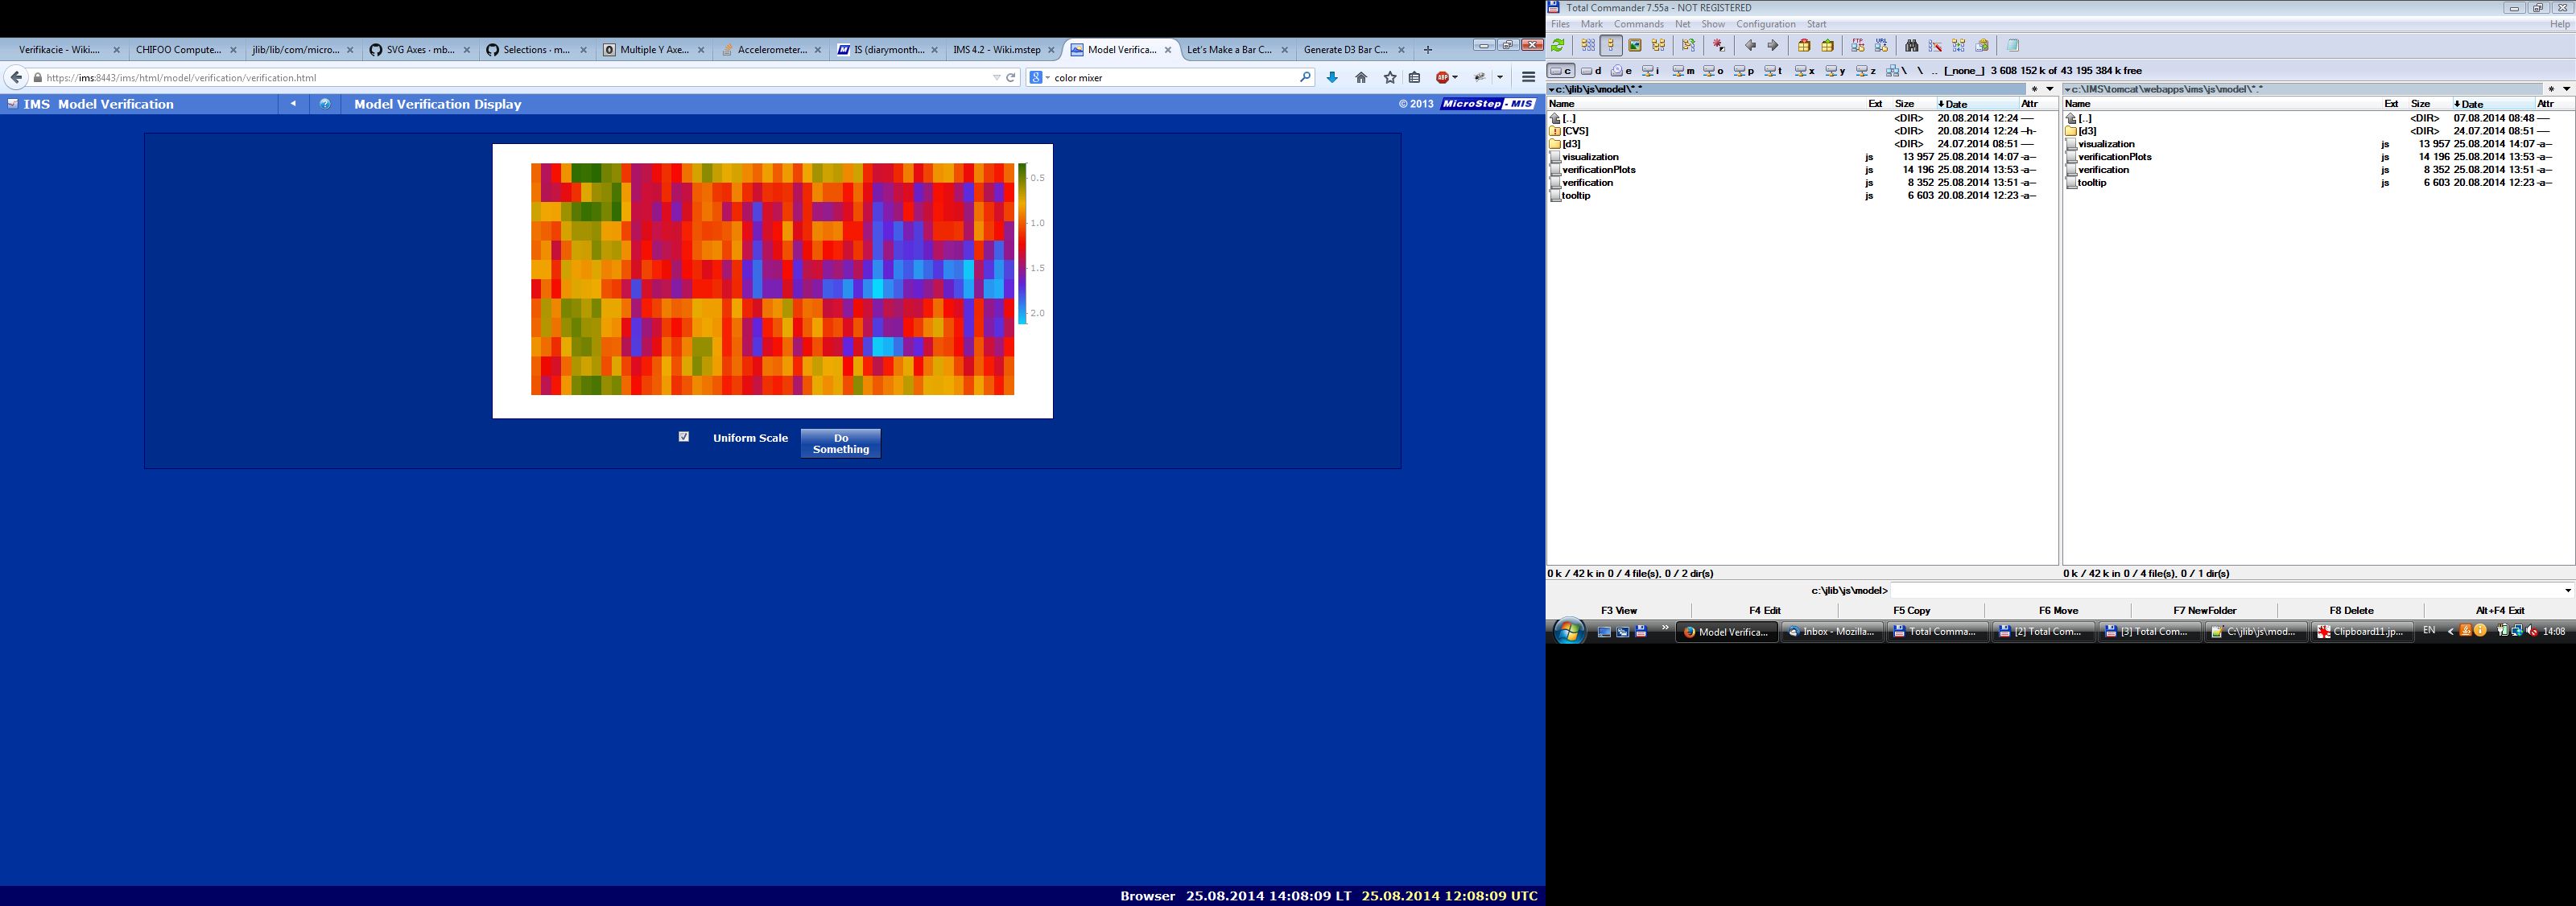 Verifikacie - Wiki....
CHIFOO Compute...
jlib/lib/com/micro...
SVG Axes · mb...
Selections · m...
Multiple Y Axe...
Accelerometer...
IS (diarymonth...
IMS 4.2 - Wiki.mstep
Model Verifica...
Let's Make a Bar C...
Generate D3 Bar C...
https://ims:8443/ims/html/model/verification/verification.html
color mixer
IMS Model Verification
Model Verification Display
© 2013 MicroStep - MIS
0.5
1.0
1.5
2.0
Uniform Scale
Do
Something
Browser 25.08.2014 14:08:09 LT 25.08.2014 12:08:09 UTC
Total Commander 7.55a - NOT REGISTERED
Files Mark Commands Net Show Configuration Start Help
c d e i m o p t x y z \ \ .. [_none_] 3 608 152 k of 43 195 384 k free
c:\jlib\js\model\*.*
Name Ext Size Date Attr
[..] <DIR> 20.08.2014 12:24 ----
[CVS] <DIR> 20.08.2014 12:24 -h-
[d3] <DIR> 24.07.2014 08:51 ----
visualization js 13 957 25.08.2014 14:07 -a--
verificationPlots js 14 196 25.08.2014 13:53 -a--
verification js 8 352 25.08.2014 13:51 -a--
tooltip js 6 603 20.08.2014 12:23 -a--
0 k / 42 k in 0 / 4 file(s), 0 / 2 dir(s)
c:\IMS\tomcat\webapps\ims\js\model\*.*
Name Ext Size Date Attr
[..] <DIR> 07.08.2014 08:48 ----
[d3] <DIR> 24.07.2014 08:51 ----
visualization js 13 957 25.08.2014 14:07 -a--
verificationPlots js 14 196 25.08.2014 13:53 -a--
verification js 8 352 25.08.2014 13:51 -a--
tooltip js 6 603 20.08.2014 12:23 -a--
0 k / 42 k in 0 / 4 file(s), 0 / 1 dir(s)
c:\jlib\js\model>
F3 View F4 Edit F5 Copy F6 Move F7 NewFolder F8 Delete Alt+F4 Exit
Model Verifica... Inbox - Mozilla... Total Comma... [2] Total Com... [3] Total Com... C:\jlib\js\mod... Clipboard11.jp... EN 14:08